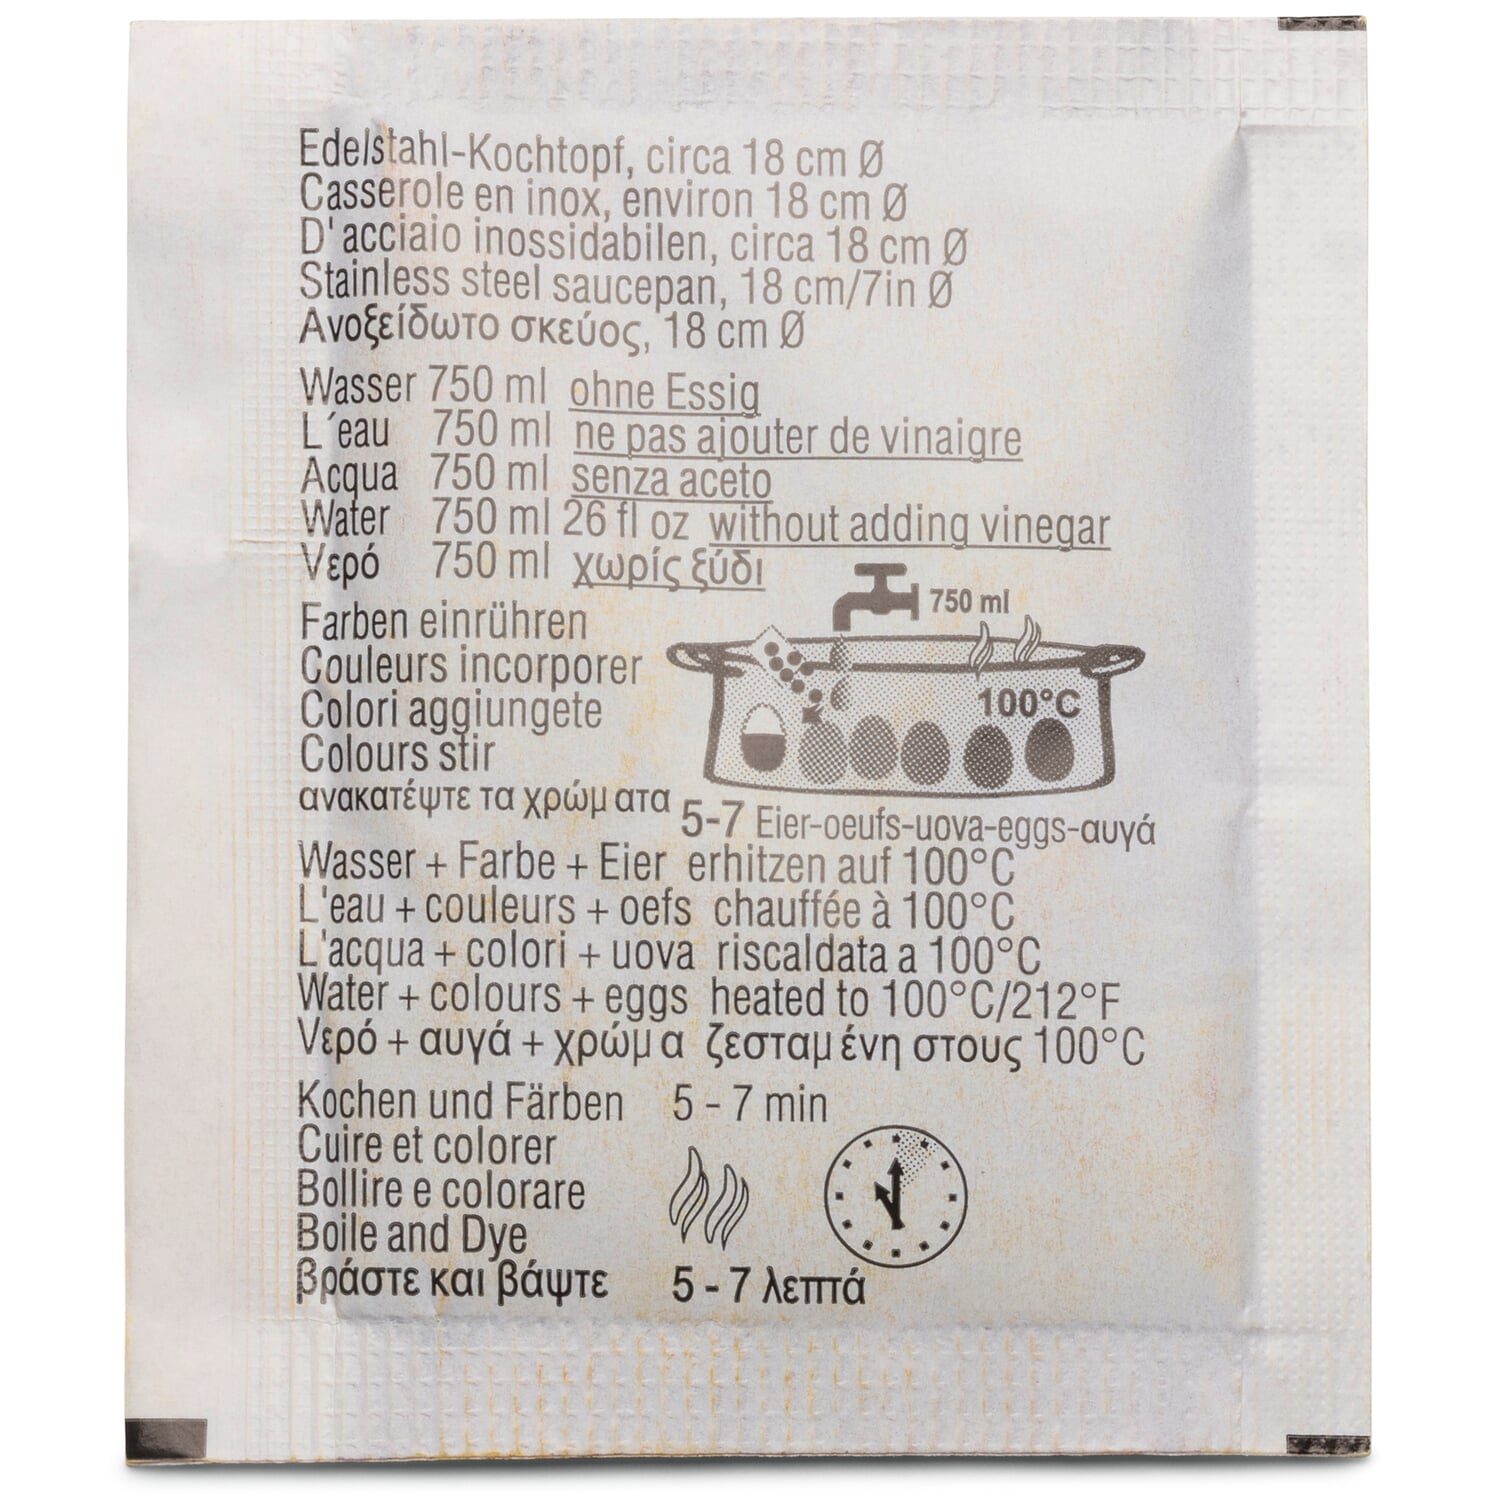 Edelstahl-Kochtopf, circa 18 cm Ø
Casserole en inox, environ 18 cm Ø
D'acciaio inossidabilen, circa 18 cm Ø
Stainless steel saucepan, 18 cm/7in Ø
Ανοξείδωτο σκεύος, 18 cm Ø
Wasser 750 ml ohne Essig
L´eau 750 ml ne pas ajouter de vinaigre
Acqua 750 ml senza aceto
Water 750 ml 26 fl oz without adding vinegar
Νερό 750 ml χωρίς ξύδι
750 ml
Farben einrühren
Couleurs incorporer
Colori aggiungete
100°C
Colours stir
ανακατέψτε τα χρώμ ατα
5-7 Eier-oeufs-uova-eggs-αυγά
Wasser + Farbe + Eier erhitzen auf 100°C
L'eau + couleurs + oefs chauffée à 100°C
L'acqua + colori + uova riscaldata a 100°C
Water + colours + eggs heated to 100°C/212°F
Νερό + αυγά + χρώμ α ζεσταμ ένη στους 100°C
Kochen und Färben 5 - 7 min
Cuire et colorer
Bollire e colorare
Boile and Dye
βράστε και βάψτε 5 - 7 λεπτά